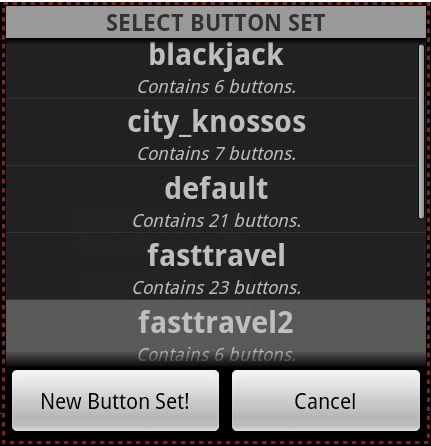 SELECT BUTTON SET
blackjack
Contains 6 buttons.
city_knossos
Contains 7 buttons.
default
Contains 21 buttons.
fasttravel
Contains 23 buttons.
fasttravel2
Contains 6 buttons.
New Button Set!
Cancel